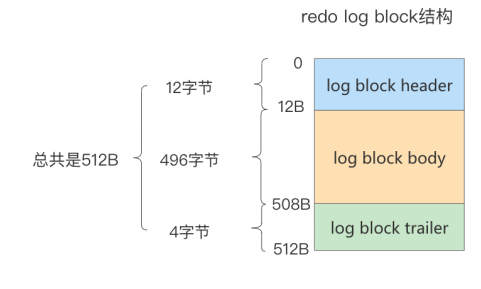 redo log block结构
0
12字节
log block header
12B
总共是512B
496字节
log block body
508B
4字节
log block trailer
512B